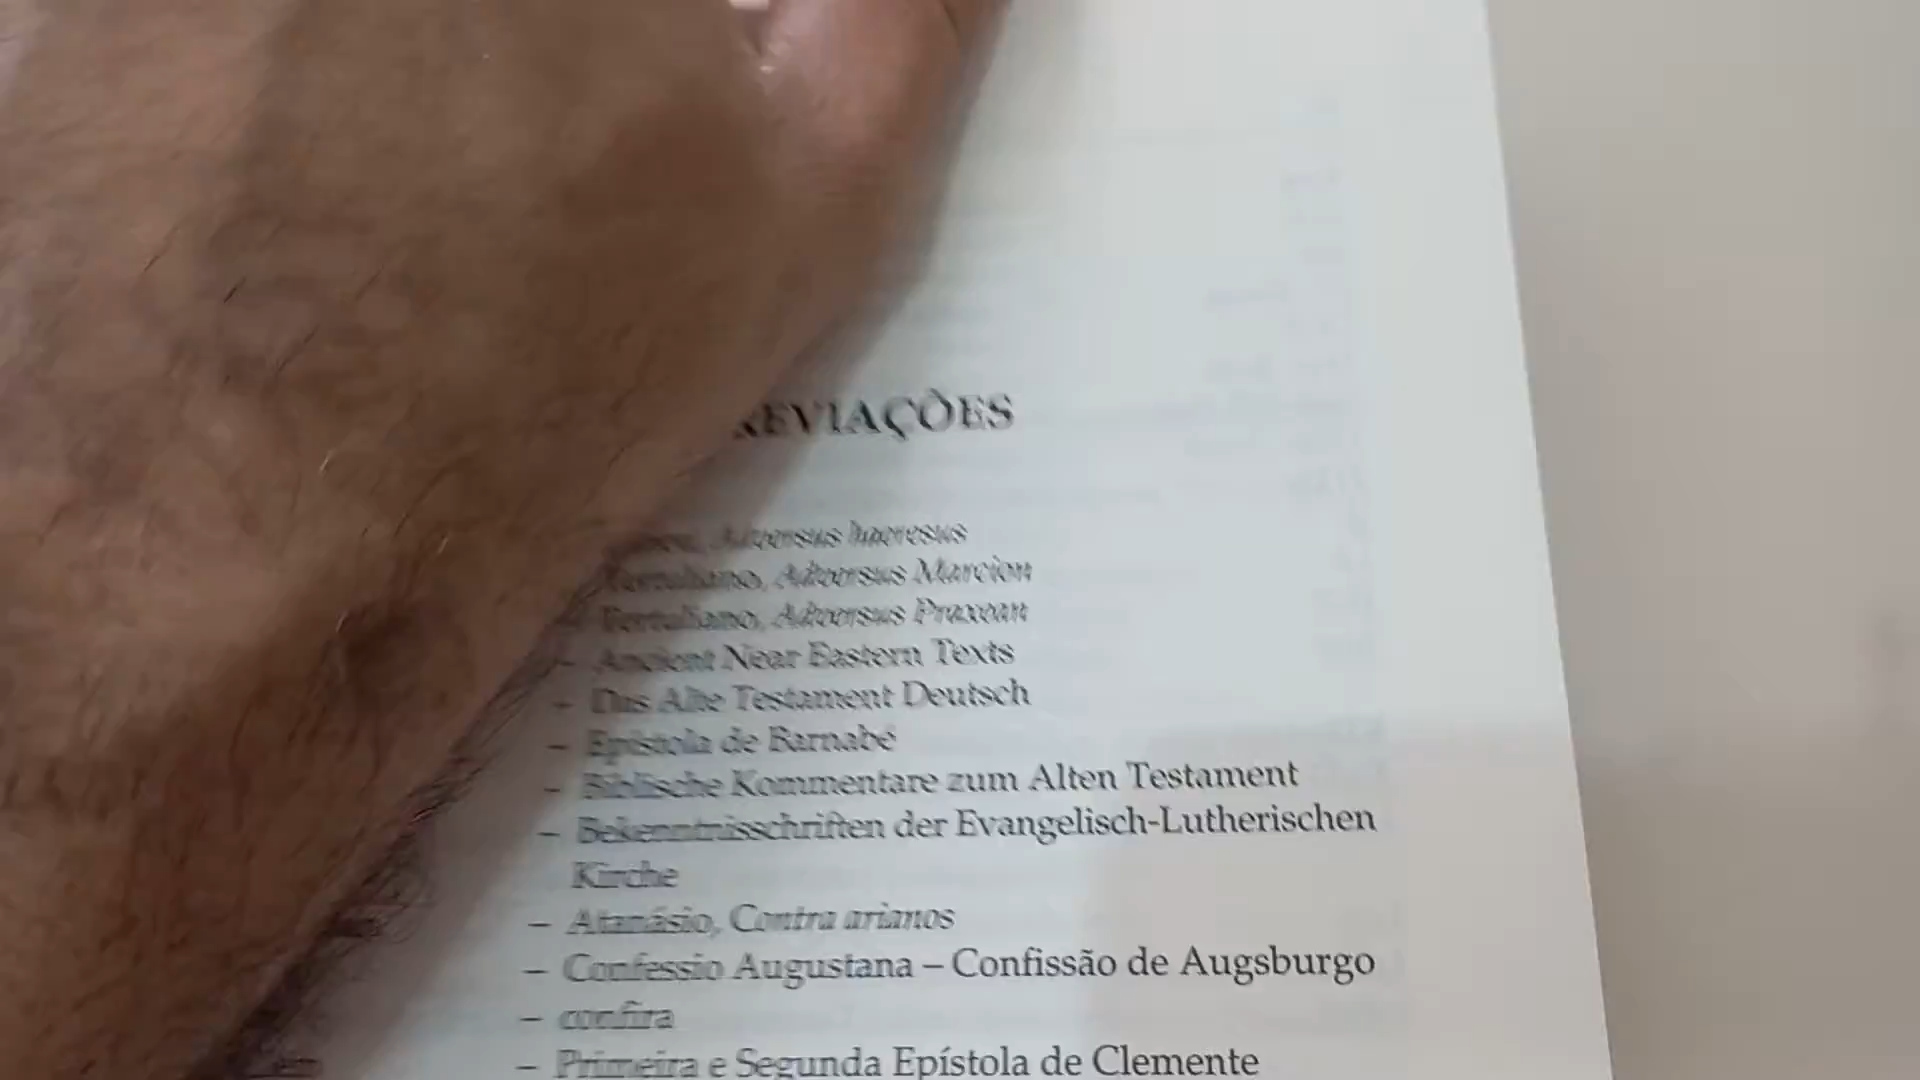 REVIAÇÕES
Adversus haeresus
Tertuliano, Adversus Marcion
– Tertuliano, Adversus Praxean
– Ancient Near Eastern Texts
– Das Alte Testament Deutsch
– Epístola de Barnabé
– Biblische Kommentare zum Alten Testament
– Bekenntnisschriften der Evangelisch-Lutherischen
Kirche
– Atanásio, Contra arianos
– Confessio Augustana – Confissão de Augsburgo
– confira
– Primeira e Segunda Epístola de Clemente